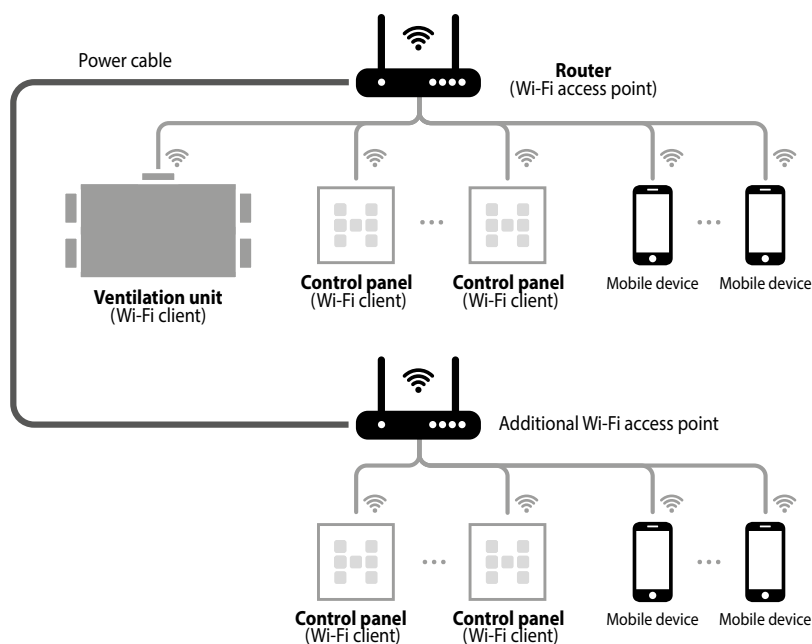 Power cable
Router
(Wi-Fi access point)
Ventilation unit
(Wi-Fi client)
Control panel
(Wi-Fi client)
Control panel
(Wi-Fi client)
Mobile device
Mobile device
Additional Wi-Fi access point
Control panel
(Wi-Fi client)
Control panel
(Wi-Fi client)
Mobile device
Mobile device